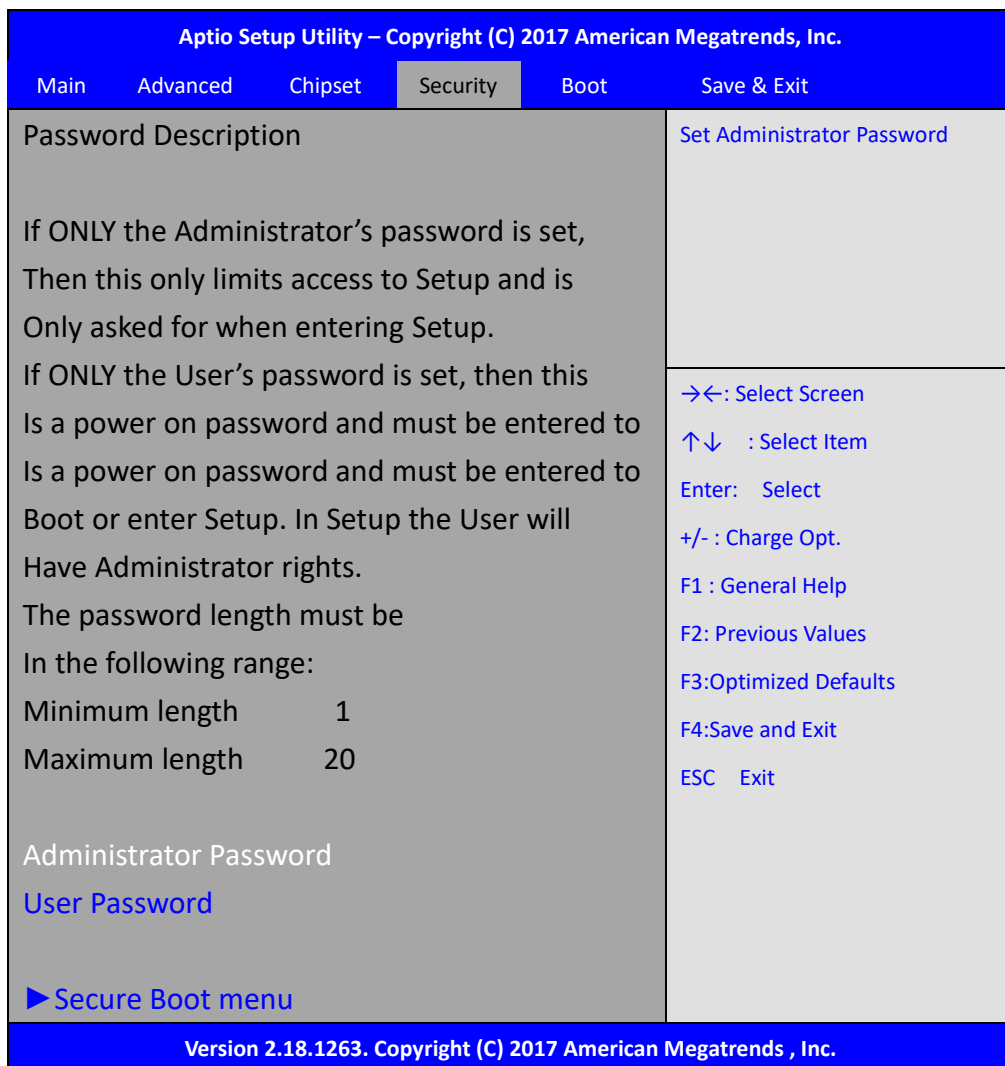 Aptio Setup Utility – Copyright (C) 2017 American Megatrends, Inc.
Main Advanced Chipset Security Boot Save & Exit
Password Description
If ONLY the Administrator’s password is set,
Then this only limits access to Setup and is
Only asked for when entering Setup.
If ONLY the User’s password is set, then this
Is a power on password and must be entered to
Is a power on password and must be entered to
Boot or enter Setup. In Setup the User will
Have Administrator rights.
The password length must be
In the following range:
Minimum length 1
Maximum length 20
Administrator Password
User Password
►Secure Boot menu
Set Administrator Password
→←: Select Screen
↑↓ : Select Item
Enter: Select
+/- : Charge Opt.
F1 : General Help
F2: Previous Values
F3:Optimized Defaults
F4:Save and Exit
ESC Exit
Version 2.18.1263. Copyright (C) 2017 American Megatrends , Inc.